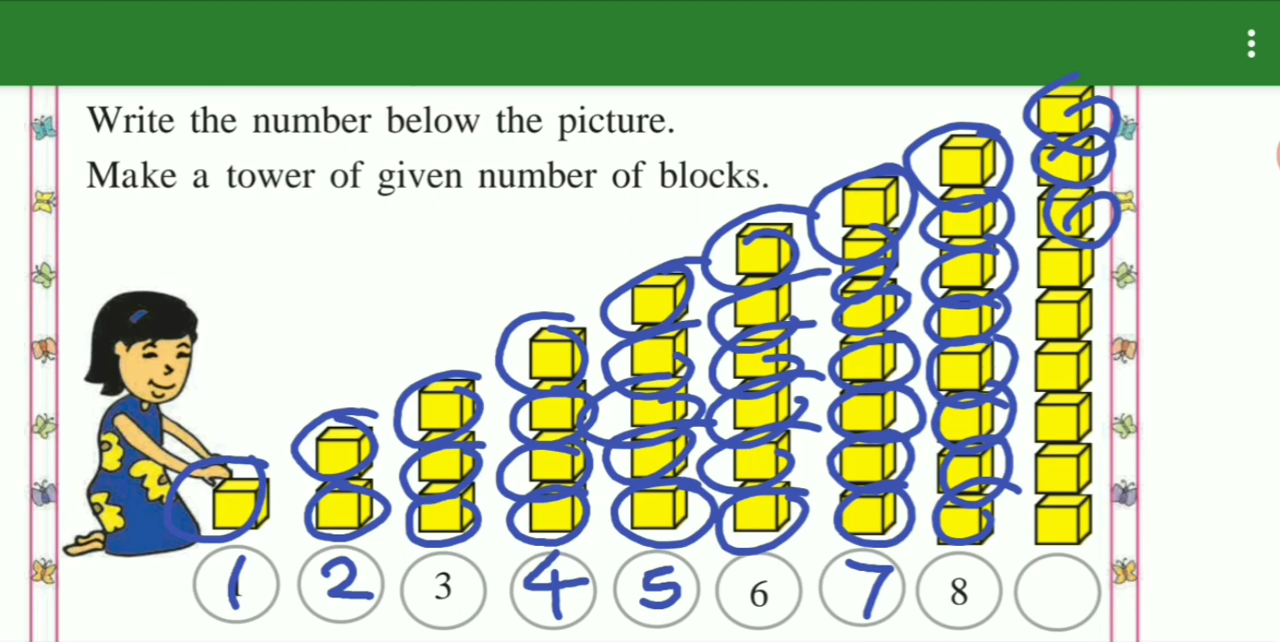 Write the number below the picture.
Make a tower of given number of blocks.
1 2 3 4 5 6 7 8